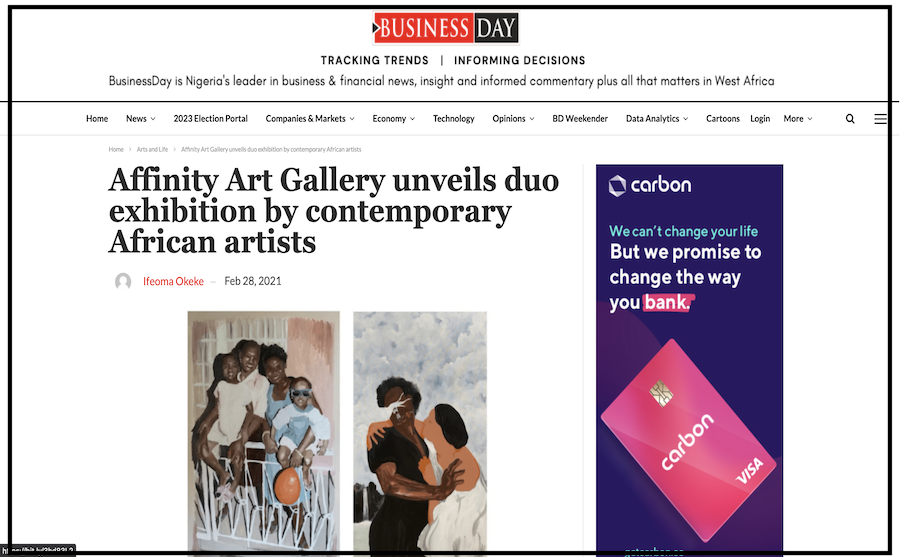 BUSINESS DAY
TRACKING TRENDS | INFORMING DECISIONS
BusinessDay is Nigeria's leader in business & financial news, insight and informed commentary plus all that matters in West Africa
Home News 2023 Election Portal Companies & Markets Economy Technology Opinions BD Weekender Data Analytics Cartoons Login More
Home > Arts and Life > Affinity Art Gallery unveils duo exhibition by contemporary African artists
Affinity Art Gallery unveils duo
exhibition by contemporary
African artists
Ifeoma Okeke — Feb 28, 2021
carbon
We can't change your life
But we promise to
change the way
you bank.
carbon
VISA